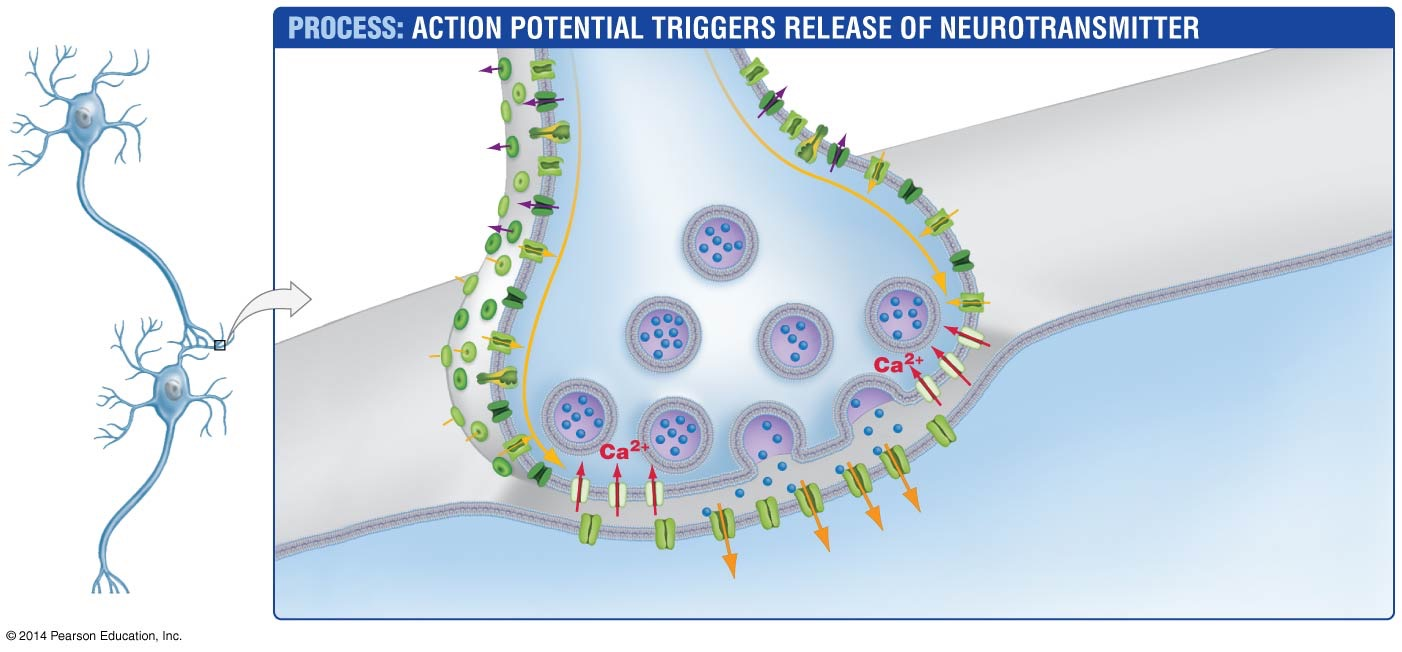 PROCESS: ACTION POTENTIAL TRIGGERS RELEASE OF NEUROTRANSMITTER
Ca2+
Ca2+
© 2014 Pearson Education, Inc.